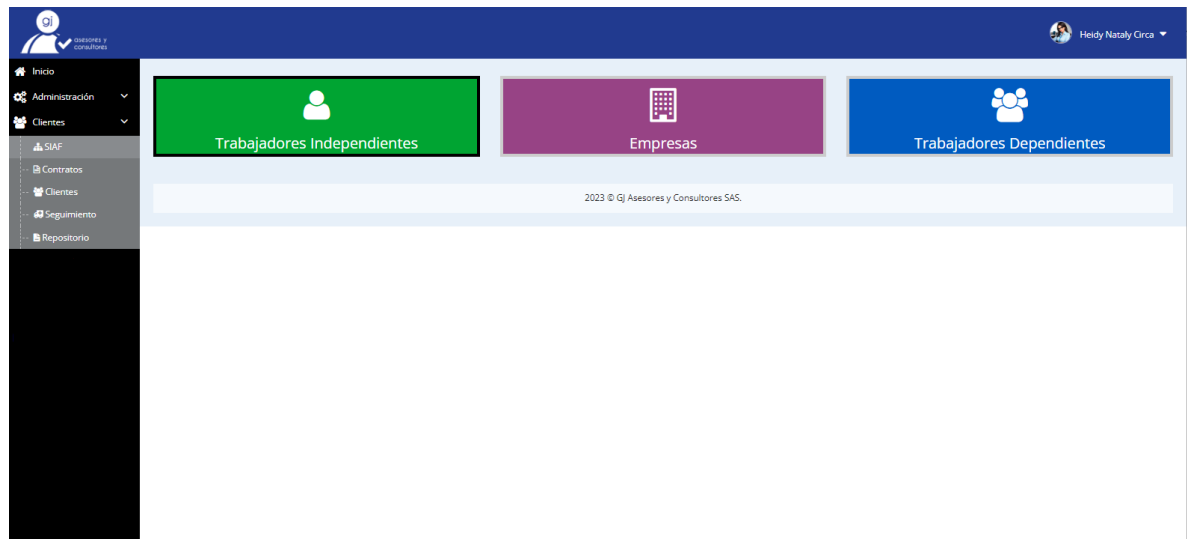 gj
asesores y
consultores
Heidy Nataly Circa
Inicio
Administración
Clientes
SIAF
Contratos
Clientes
Seguimiento
Repositorio
Trabajadores Independientes
Empresas
Trabajadores Dependientes
2023 © GJ Asesores y Consultores SAS.